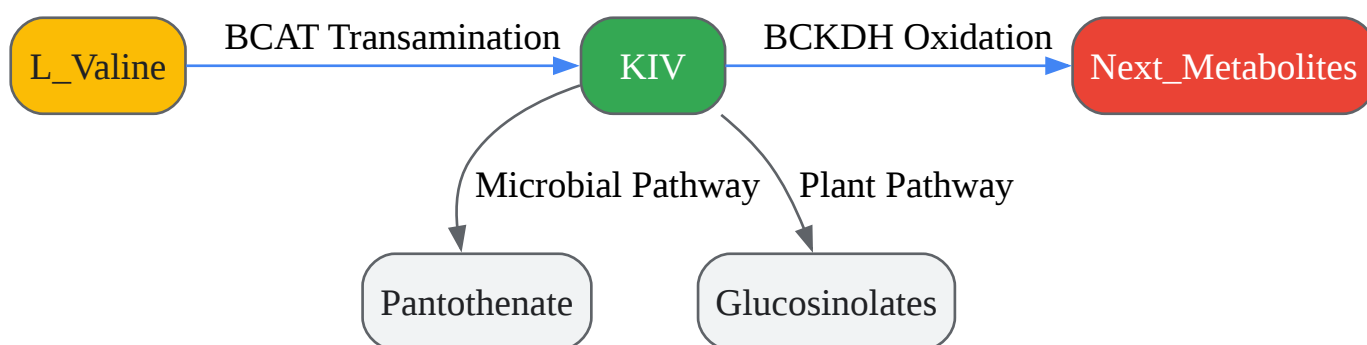 BCAT Transamination
BCKDH Oxidation
L_Valine
KIV
Next_Metabolites
Microbial Pathway
Plant Pathway
Pantothenate
Glucosinolates